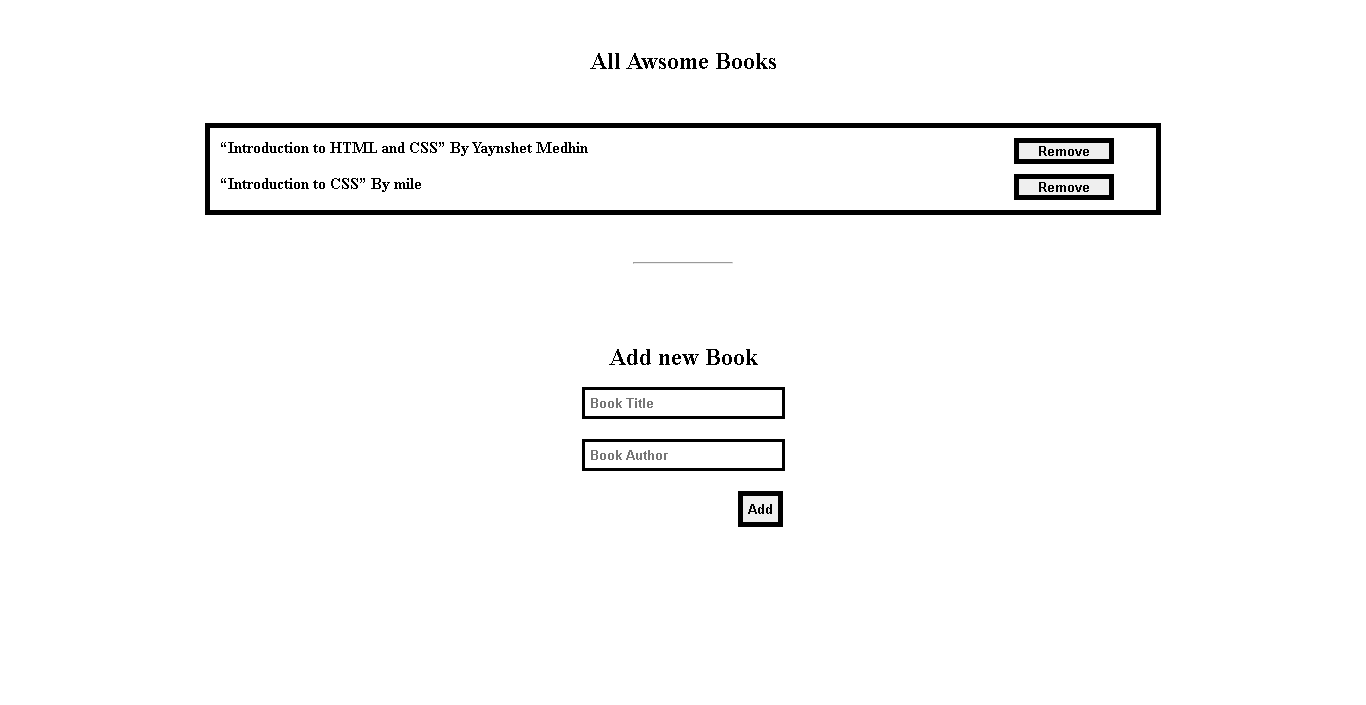 All Awsome Books
“Introduction to HTML and CSS” By Yaynshet Medhin Remove
“Introduction to CSS” By mile Remove
Add new Book
Book Title
Book Author
Add